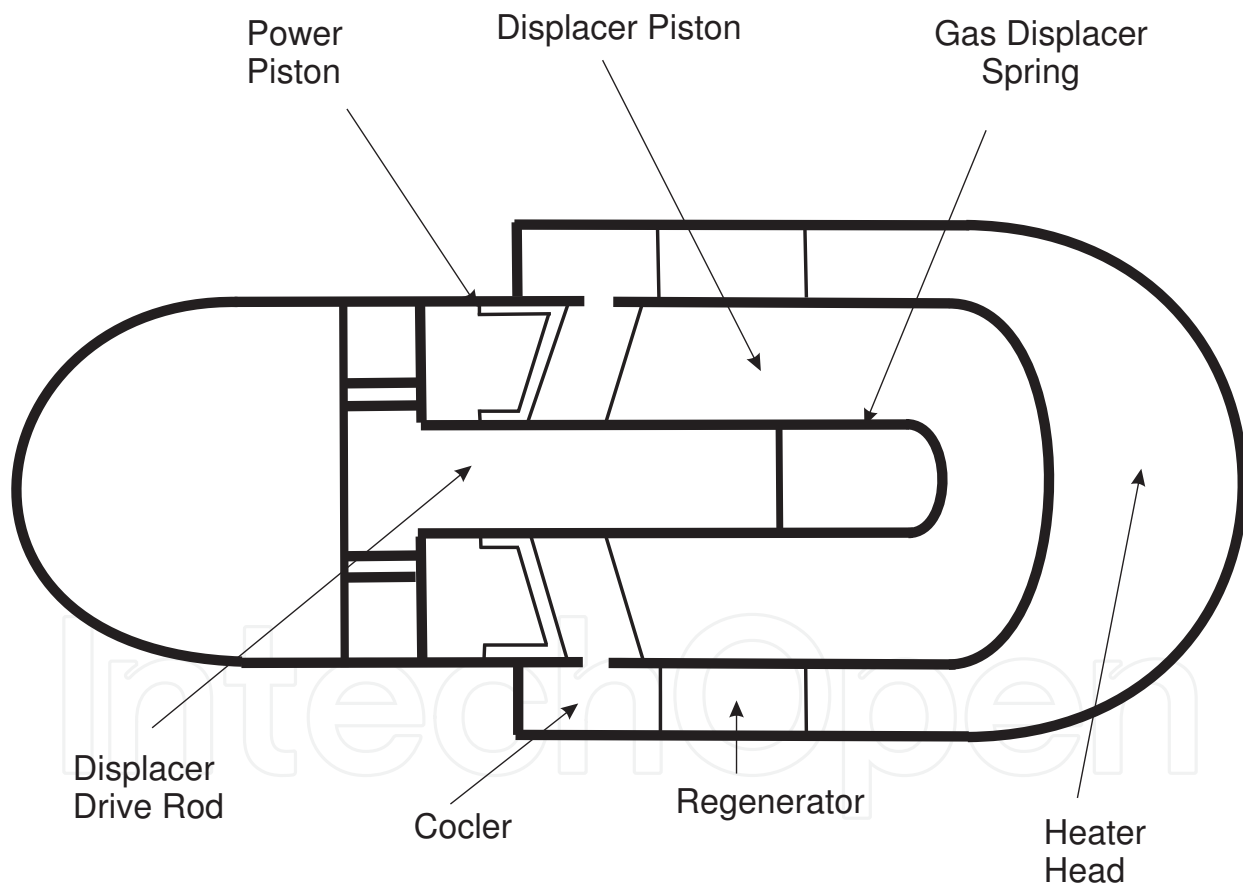 Power
Piston
Displacer Piston
Gas Displacer
Spring
Displacer
Drive Rod
Cocler
Regenerator
Heater
Head
IntechOpen